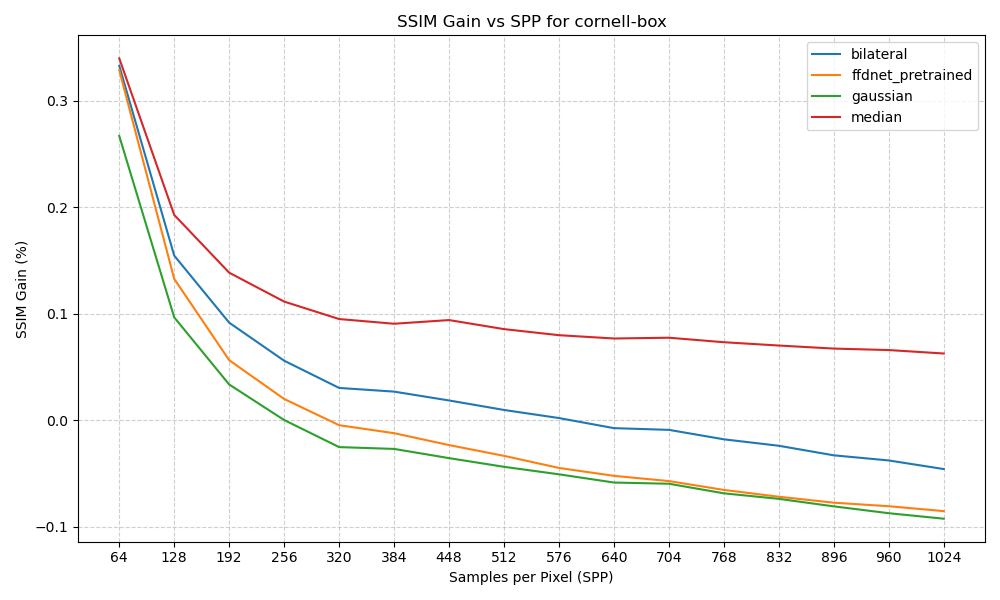 SSIM Gain vs SPP for cornell-box
bilateral
ffdnet_pretrained
gaussian
median
SSIM Gain (%)
0.3
0.2
0.1
0.0
−0.1
64 128 192 256 320 384 448 512 576 640 704 768 832 896 960 1024
Samples per Pixel (SPP)